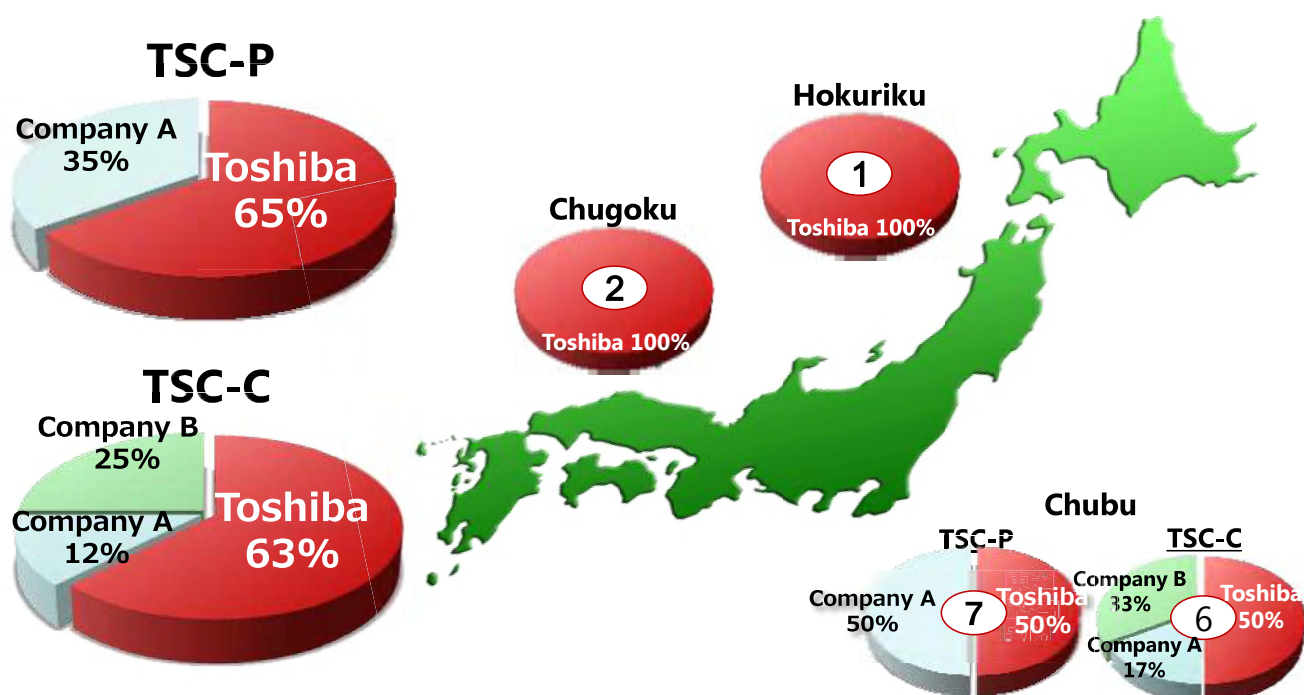 TSC-P
Company A
35%
Toshiba
65%
TSC-C
Company B
25%
Company A
12%
Toshiba
63%
Hokuriku
1
Toshiba 100%
Chugoku
2
Toshiba 100%
Chubu
TSC-P
Company A
50%
7
Toshiba
50%
TSC-C
Company B
33%
6
Toshiba
50%
Company A
17%